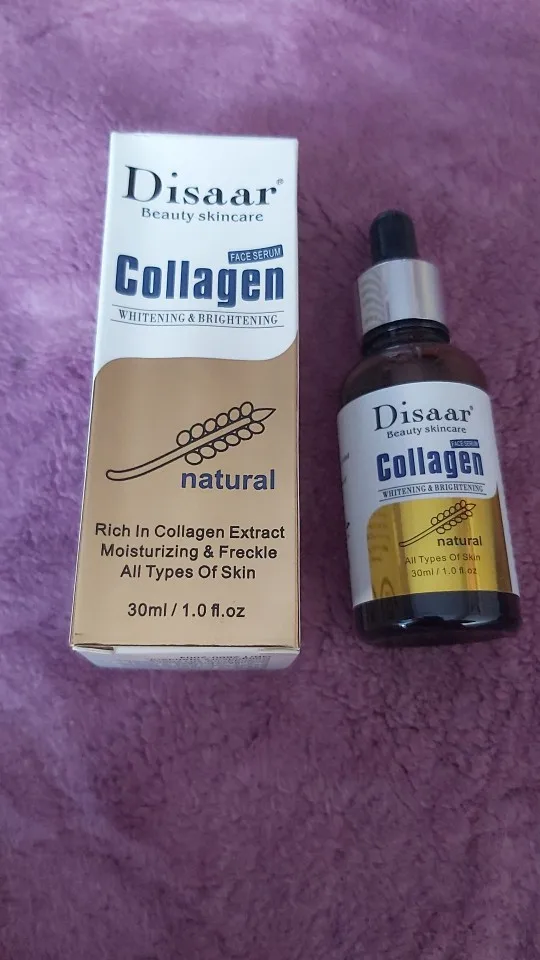 Disaar®
Beauty skincare
FACE SERUM
Collagen
WHITENING & BRIGHTENING
natural
Rich In Collagen Extract
Moisturizing & Freckle
All Types Of Skin
30ml / 1.0 fl.oz
Disaar®
Beauty skincare
FACE SERUM
Collagen
WHITENING & BRIGHTENING
natural
All Types Of Skin
30ml / 1.0 fl.oz